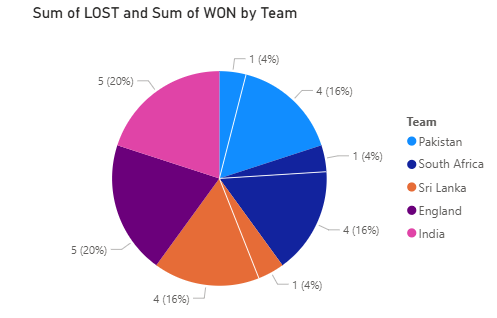 Sum of LOST and Sum of WON by Team
1 (4%)
4 (16%)
1 (4%)
4 (16%)
1 (4%)
4 (16%)
5 (20%)
5 (20%)
Team
Pakistan
South Africa
Sri Lanka
England
India